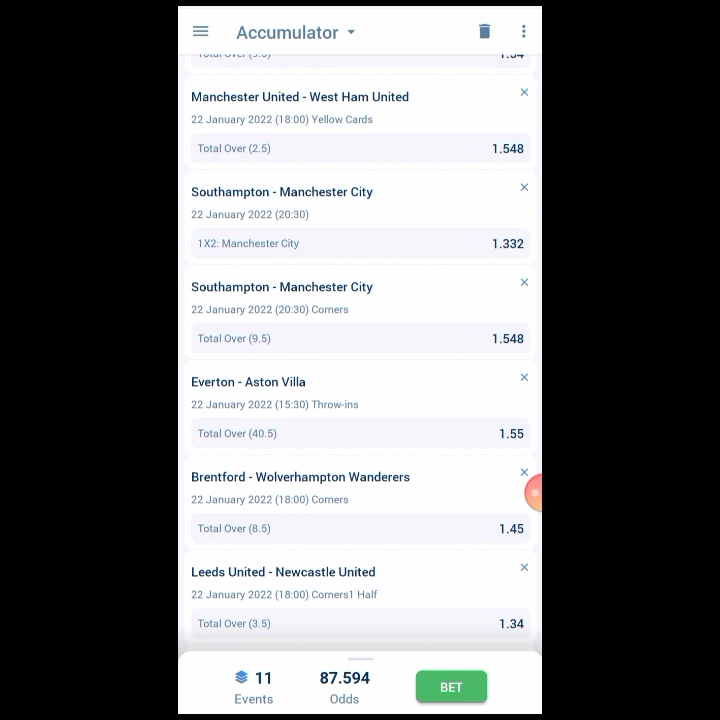 Accumulator
Manchester United - West Ham United
22 January 2022 (18:00) Yellow Cards
Total Over (2.5) 1.548
Southampton - Manchester City
22 January 2022 (20:30)
1X2: Manchester City 1.332
Southampton - Manchester City
22 January 2022 (20:30) Corners
Total Over (9.5) 1.548
Everton - Aston Villa
22 January 2022 (15:30) Throw-ins
Total Over (40.5) 1.55
Brentford - Wolverhampton Wanderers
22 January 2022 (18:00) Corners
Total Over (8.5) 1.45
Leeds United - Newcastle United
22 January 2022 (18:00) Corners1 Half
Total Over (3.5) 1.34
11 87.594 BET
Events Odds